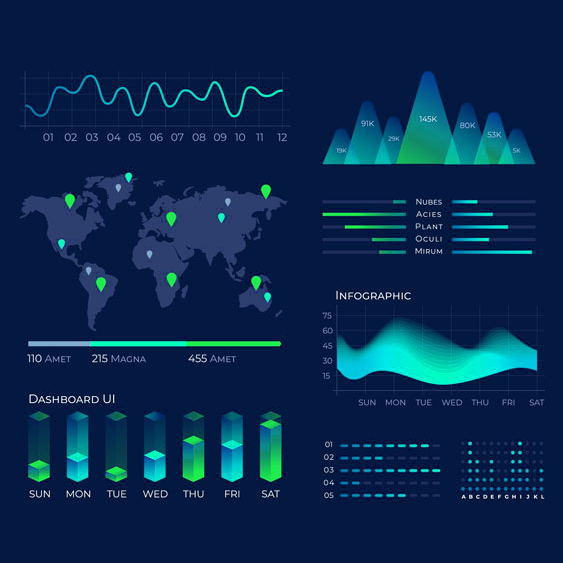 01 02 03 04 05 06 07 08 09 10 11 12
145K
91K
80K
53K
29K
19K
5K
Nubes
Acies
Plant
Oculi
Mirum
110 Amet 215 Magna 455 Amet
Infographic
75
60
45
30
15
SUN MON TUE WED THU FRI SAT
Dashboard UI
SUN MON TUE WED THU FRI SAT
01
02
03
04
05
A B C D E F G H I J K L